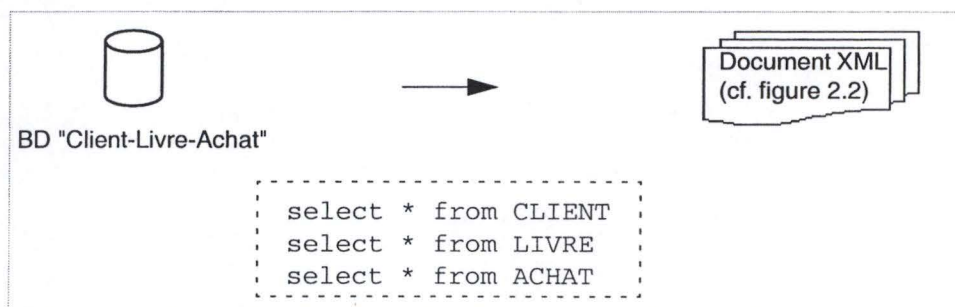 Document XML
(cf. figure 2.2)
BD "Client-Livre-Achat"
select * from CLIENT
select * from LIVRE
select * from ACHAT